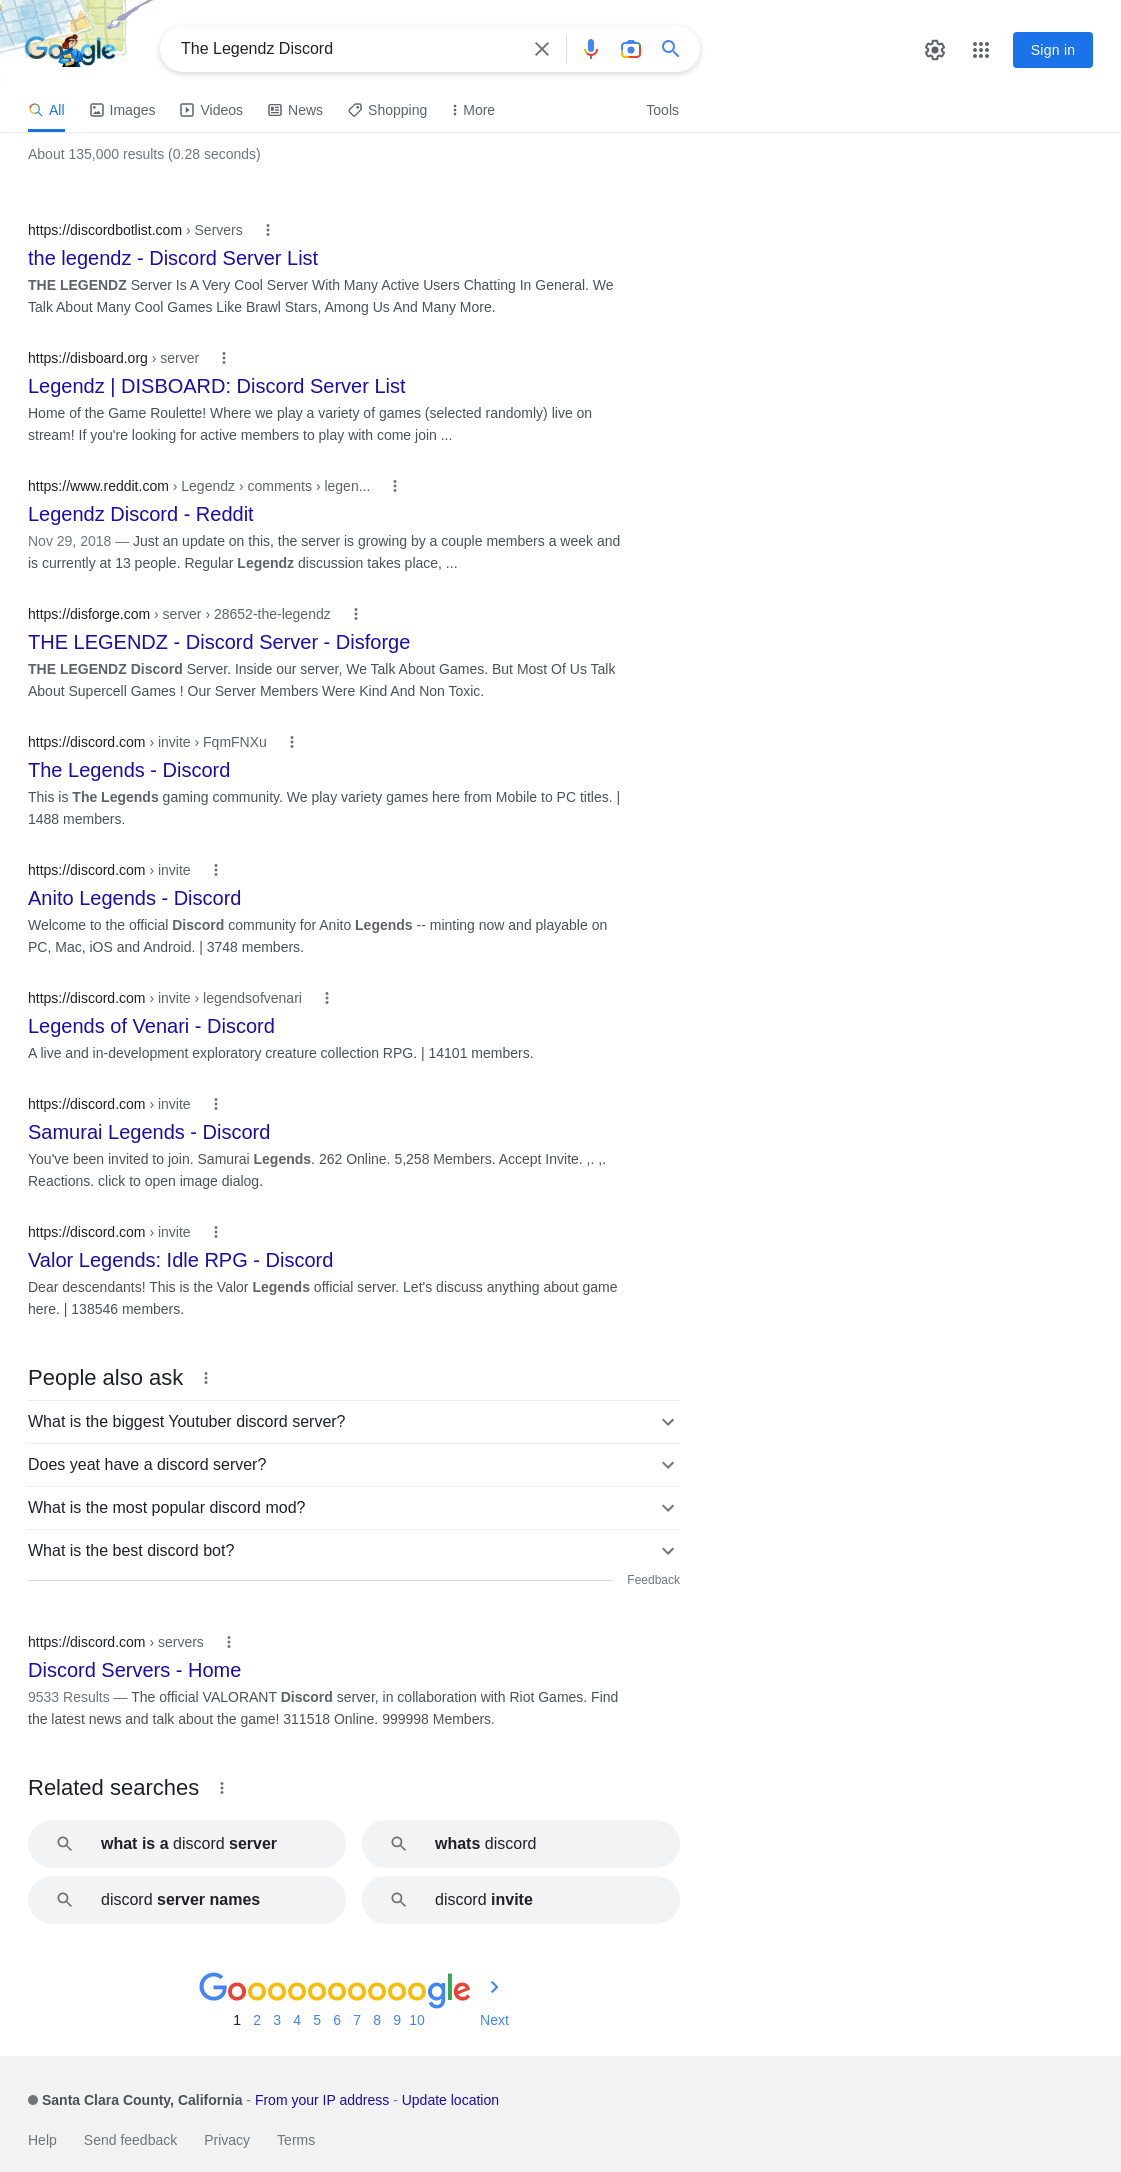 Google
The Legendz Discord
Sign in
All
Images
Videos
News
Shopping
More
Tools
About 135,000 results (0.28 seconds)
https://discordbotlist.com › Servers
the legendz - Discord Server List
THE LEGENDZ Server Is A Very Cool Server With Many Active Users Chatting In General. We
Talk About Many Cool Games Like Brawl Stars, Among Us And Many More.
https://disboard.org › server
Legendz | DISBOARD: Discord Server List
Home of the Game Roulette! Where we play a variety of games (selected randomly) live on
stream! If you're looking for active members to play with come join ...
https://www.reddit.com › Legendz › comments › legen...
Legendz Discord - Reddit
Nov 29, 2018 — Just an update on this, the server is growing by a couple members a week and
is currently at 13 people. Regular Legendz discussion takes place, ...
https://disforge.com › server › 28652-the-legendz
THE LEGENDZ - Discord Server - Disforge
THE LEGENDZ Discord Server. Inside our server, We Talk About Games. But Most Of Us Talk
About Supercell Games ! Our Server Members Were Kind And Non Toxic.
https://discord.com › invite › FqmFNXu
The Legends - Discord
This is The Legends gaming community. We play variety games here from Mobile to PC titles. |
1488 members.
https://discord.com › invite
Anito Legends - Discord
Welcome to the official Discord community for Anito Legends -- minting now and playable on
PC, Mac, iOS and Android. | 3748 members.
https://discord.com › invite › legendsofvenari
Legends of Venari - Discord
A live and in-development exploratory creature collection RPG. | 14101 members.
https://discord.com › invite
Samurai Legends - Discord
You've been invited to join. Samurai Legends. 262 Online. 5,258 Members. Accept Invite. ,. ,.
Reactions. click to open image dialog.
https://discord.com › invite
Valor Legends: Idle RPG - Discord
Dear descendants! This is the Valor Legends official server. Let's discuss anything about game
here. | 138546 members.
People also ask
What is the biggest Youtuber discord server?
Does yeat have a discord server?
What is the most popular discord mod?
What is the best discord bot?
Feedback
https://discord.com › servers
Discord Servers - Home
9533 Results — The official VALORANT Discord server, in collaboration with Riot Games. Find
the latest news and talk about the game! 311518 Online. 999998 Members.
Related searches
what is a discord server
whats discord
discord server names
discord invite
Goooooooooogle
1 2 3 4 5 6 7 8 9 10 Next
Santa Clara County, California - From your IP address - Update location
Help Send feedback Privacy Terms